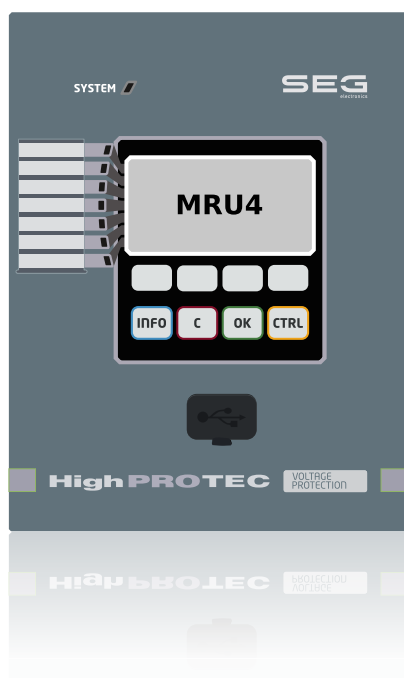 SYSTEM
SEG
electronics
MRU4
INFO
C
OK
CTRL
HighPROTEC
VOLTAGE
PROTECTION